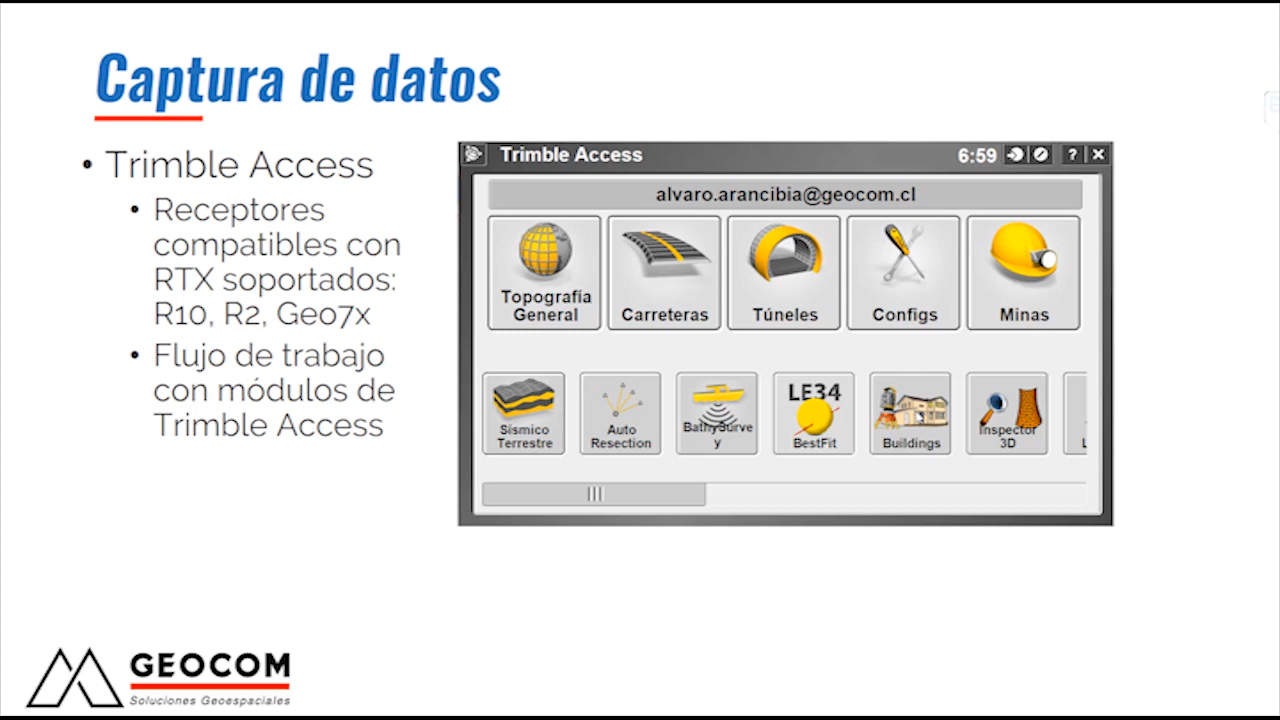 Captura de datos
• Trimble Access
• Receptores
compatibles con
RTX soportados:
R10, R2, Geo7x
• Flujo de trabajo
con módulos de
Trimble Access
Trimble Access 6:59 ? X
alvaro.arancibia@geocom.cl
Topografía
General
Carreteras
Túneles
Configs
Minas
Sísmico
Terrestre
Auto
Resection
BathySurve
y
LE34
BestFit
Buildings
Inspector
3D
GEOCOM
Soluciones Geoespaciales